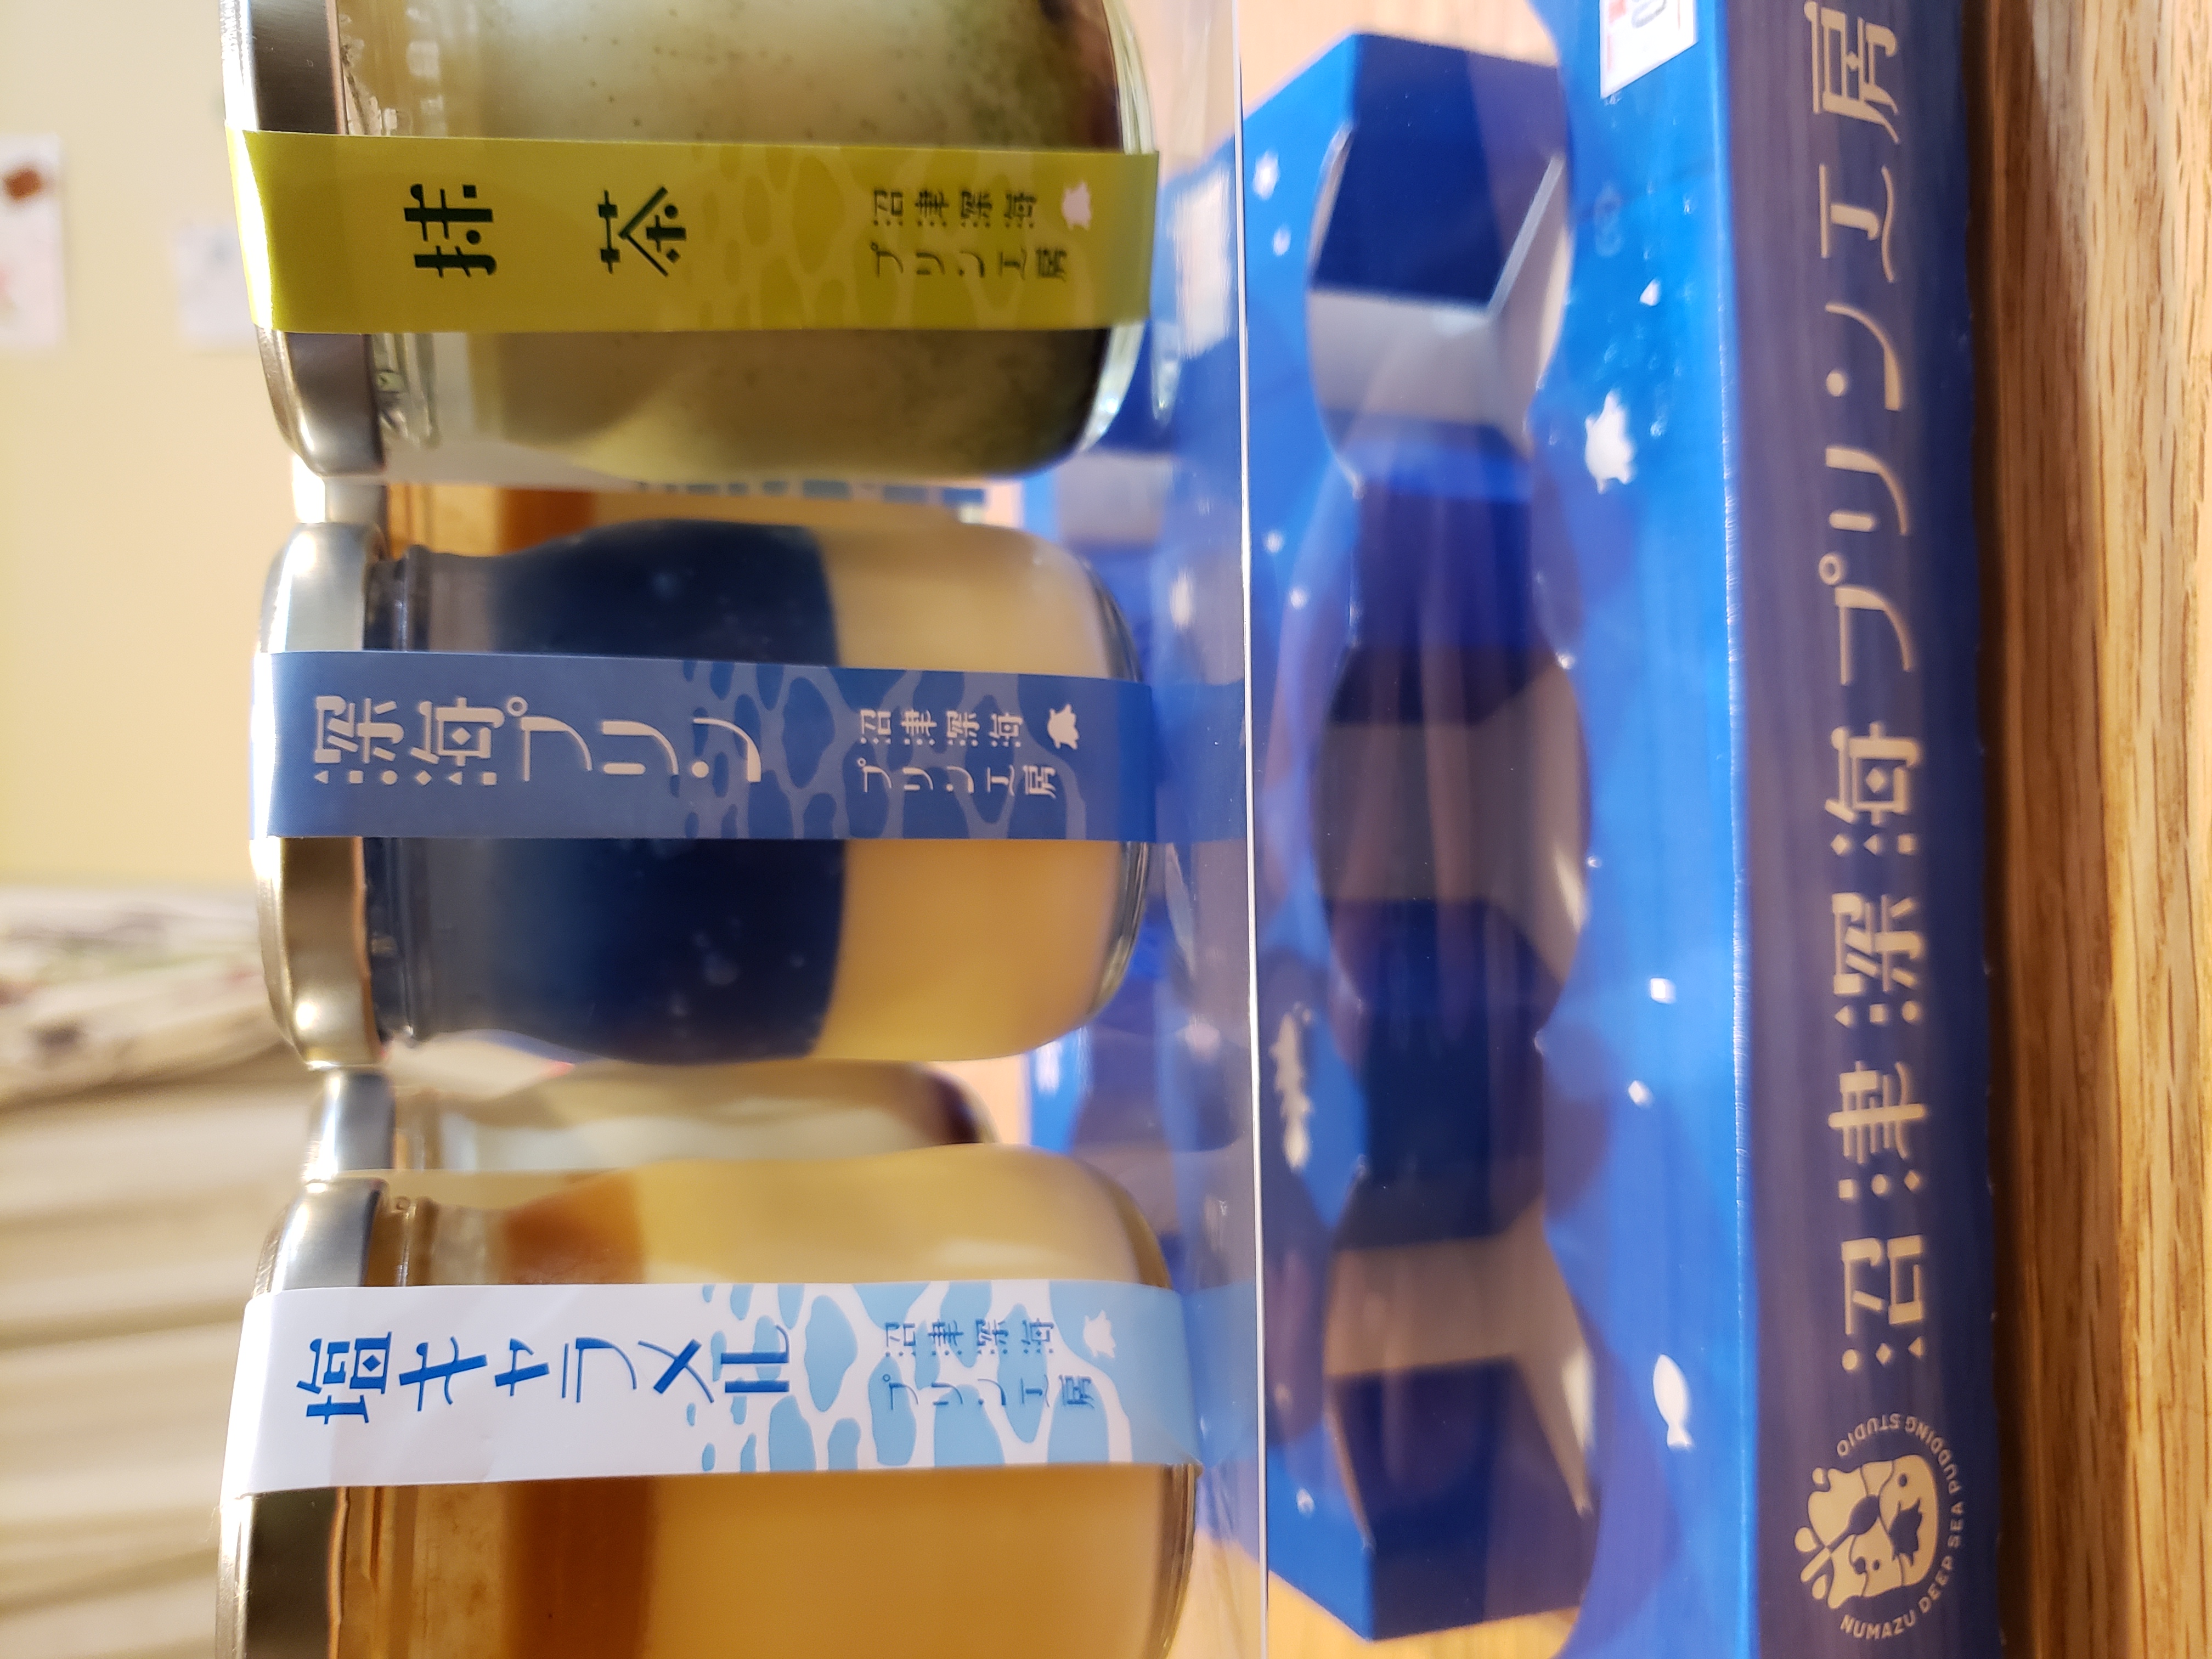 塩キャラメル
沼津深海
プリン工房
深海プリン
沼津深海
プリン工房
抹茶
沼津深海
プリン工房
沼津深海プリン工房
NUMAZU DEEP SEA PUDDING STUDIO